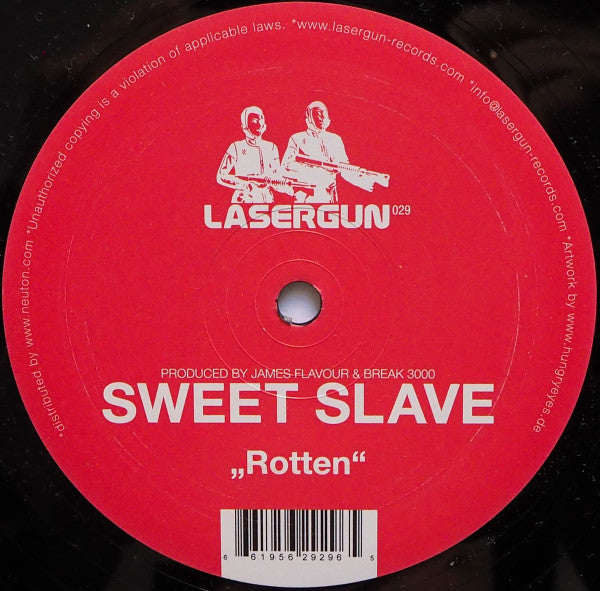 *distributed by www.neuton.com *Unauthorized copying is a violation of applicable laws. *www.lasergun-records.com *info@lasergun-records.com *Artwork by www.hungryeyes.de
LASERGUN 029
PRODUCED BY JAMES FLAVOUR & BREAK 3000
SWEET SLAVE
„Rotten“
6 61956 29296 5